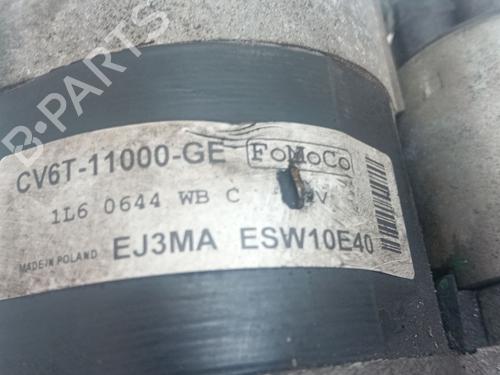 CV6T-11000-GE FoMoCo
1L6 0644 WB C V
MADE IN POLAND EJ3MA ESW10E40
B-PARTS